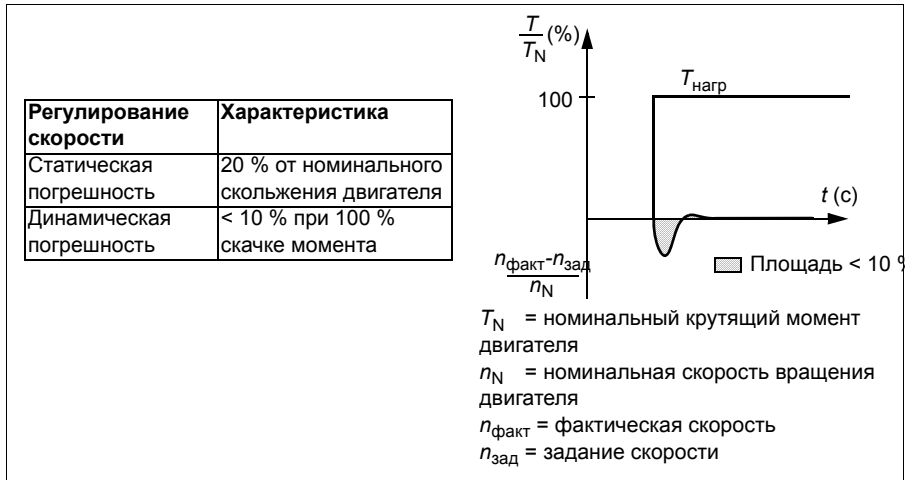 Регулирование скорости
Характеристика
Статическая погрешность
20 % от номинального скольжения двигателя
Динамическая погрешность
< 10 % при 100 % скачке момента
T
T_N
(%)
T_нагр
100
t (с)
n_факт-n_зад
n_N
Площадь < 10 %
T_N = номинальный крутящий момент
двигателя
n_N = номинальная скорость вращения
двигателя
n_факт = фактическая скорость
n_зад = задание скорости